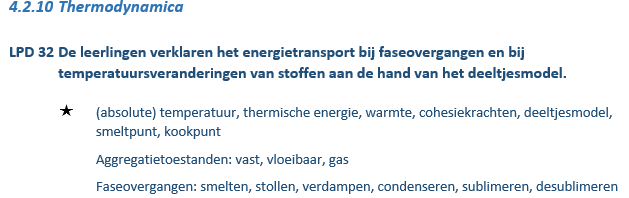 4.2.10 Thermodynamica
LPD 32 De leerlingen verklaren het energietransport bij faseovergangen en bij
temperatuursveranderingen van stoffen aan de hand van het deeltjesmodel.
★ (absolute) temperatuur, thermische energie, warmte, cohesiekrachten, deeltjesmodel,
smeltpunt, kookpunt
Aggregatietoestanden: vast, vloeibaar, gas
Faseovergangen: smelten, stollen, verdampen, condenseren, sublimeren, desublimeren